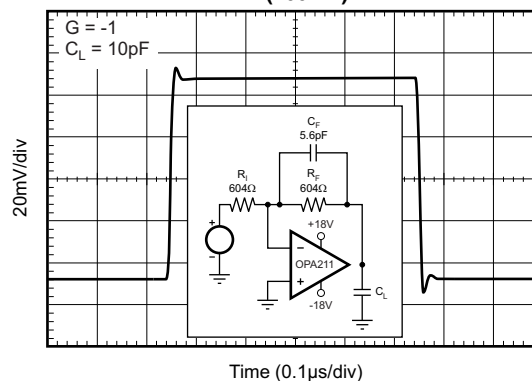 G = -1
C_L = 10pF
20mV/div
C_F
5.6pF
R_I
604Ω
R_F
604Ω
+18V
+
−
−
OPA211
+
-18V
C_L
Time (0.1μs/div)